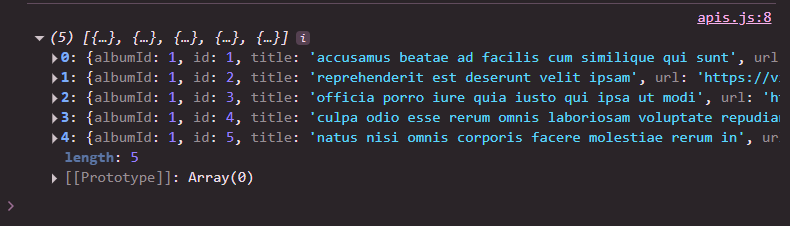 apis.js:8
(5) [{…}, {…}, {…}, {…}, {…}] i
0: {albumId: 1, id: 1, title: 'accusamus beatae ad facilis cum similique qui sunt', url
1: {albumId: 1, id: 2, title: 'reprehenderit est deserunt velit ipsam', url: 'https://v
2: {albumId: 1, id: 3, title: 'officia porro iure quia iusto qui ipsa ut modi', url: 'h
3: {albumId: 1, id: 4, title: 'culpa odio esse rerum omnis laboriosam voluptate repudia
4: {albumId: 1, id: 5, title: 'natus nisi omnis corporis facere molestiae rerum in', ur
length: 5
[[Prototype]]: Array(0)